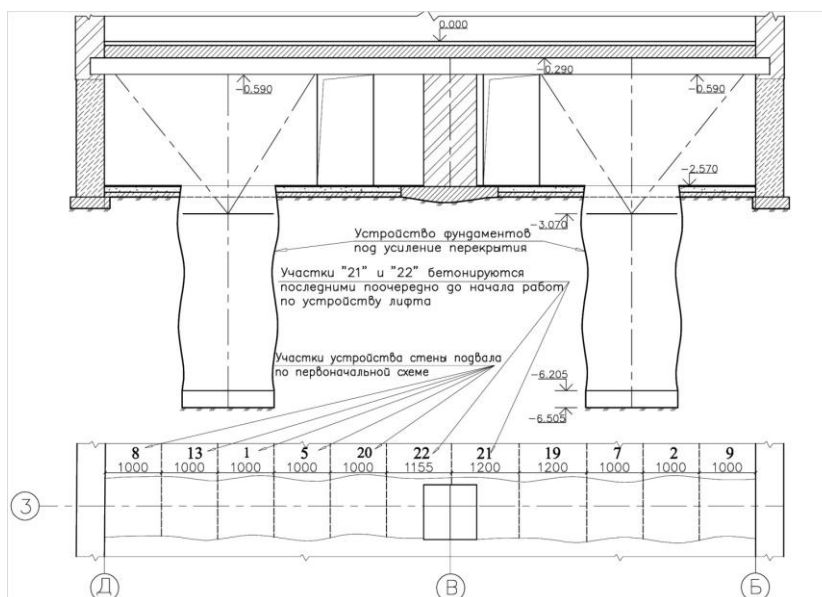 0.000
-0.290
-0.590
-0.590
-2.570
-3.070
Устройство фундаментов
под усиление перекрытия
Участки "21" и "22" бетонируются
последними поочередно до начала работ
по устройству лифта
Участки устройства стены подвала
по первоначальной схеме
-6.205
-6.505
8 13 1 5 20 22 21 19 7 2 9
1000 1000 1000 1000 1000 1155 1200 1200 1000 1000 1000
3
Д В Б